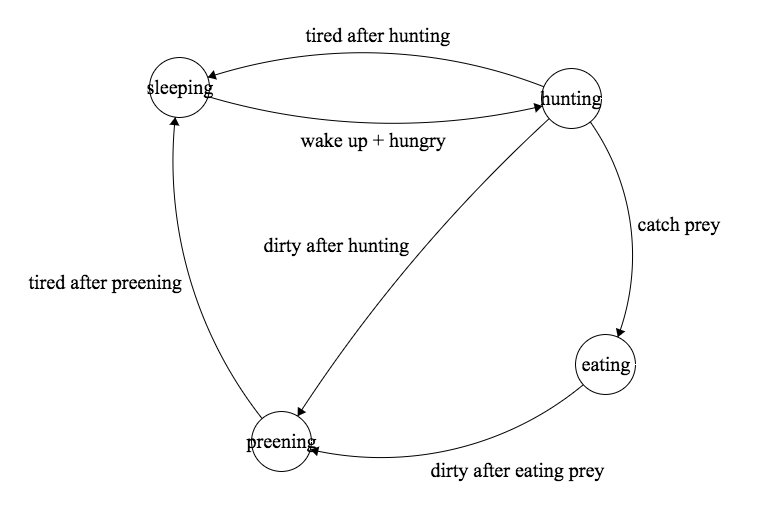 tired after hunting
sleeping
hunting
wake up + hungry
catch prey
dirty after hunting
tired after preening
eating
preening
dirty after eating prey